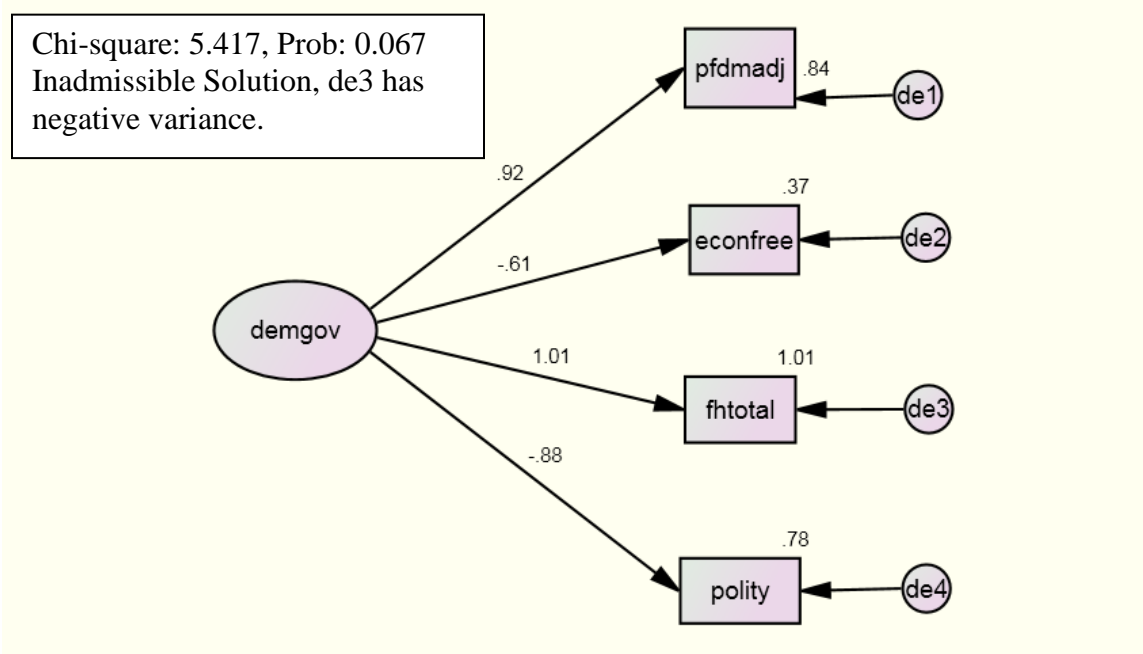 Chi-square: 5.417, Prob: 0.067
Inadmissible Solution, de3 has
negative variance.
pfdmadj
.84
de1
.92
.37
econfree
de2
-.61
demgov
1.01
1.01
fhtotal
de3
-.88
.78
polity
de4